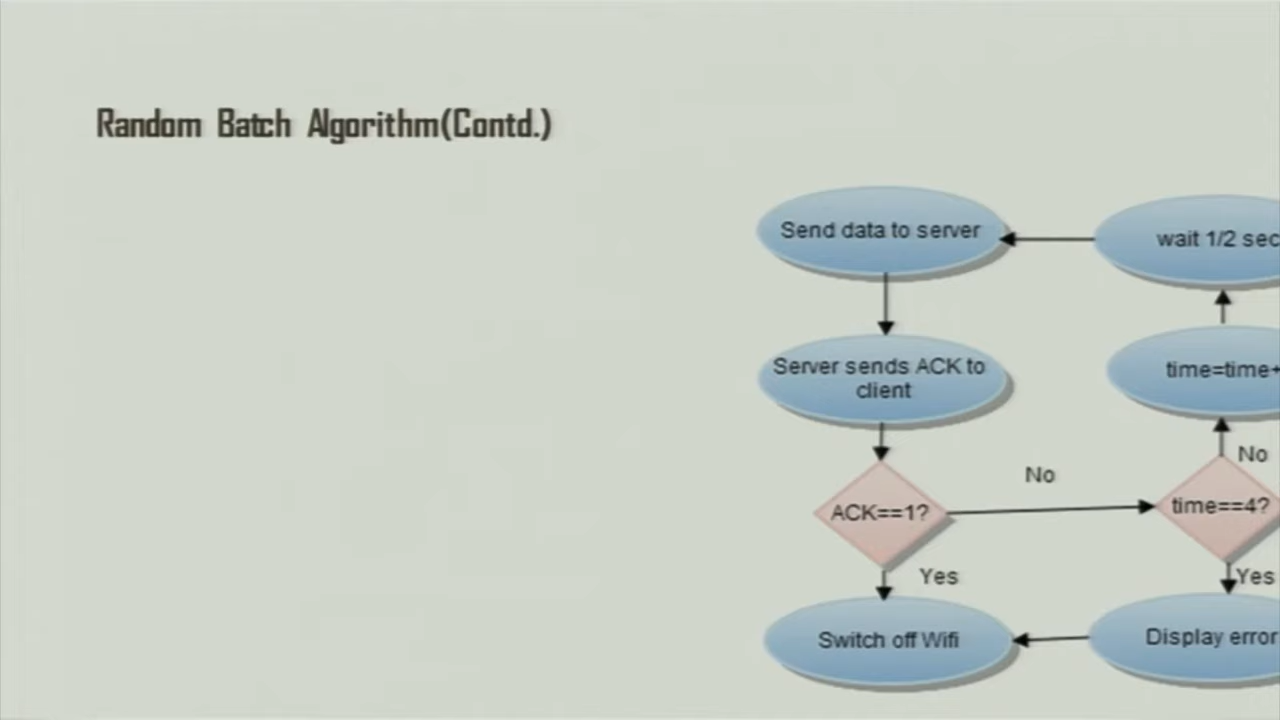 Random Batch Algorithm(Contd.)
Send data to server
wait 1/2 sec
Server sends ACK to
client
time=time+
No
No
ACK==1?
time==4?
Yes
Yes
Switch off Wifi
Display error